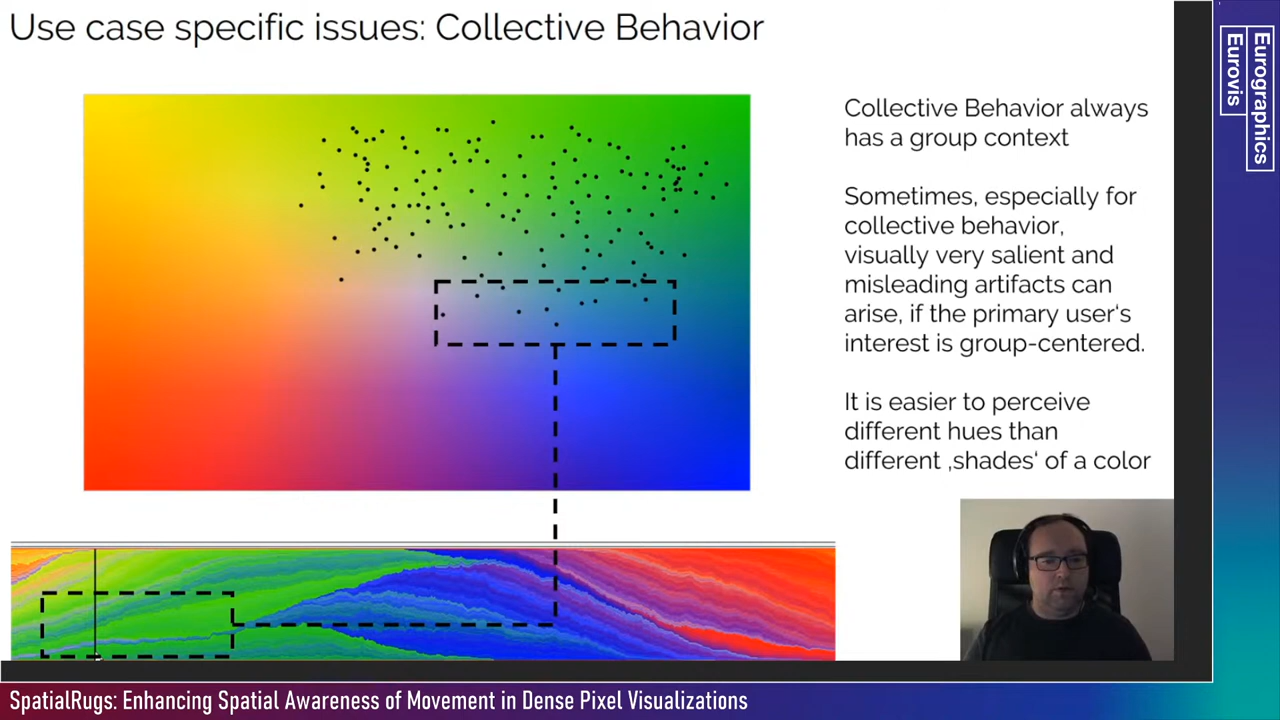 Use case specific issues: Collective Behavior
Eurographics
Eurovis
Collective Behavior always
has a group context
Sometimes, especially for
collective behavior,
visually very salient and
misleading artifacts can
arise, if the primary user‘s
interest is group-centered.
It is easier to perceive
different hues than
different ‚shades‘ of a color
SpatialRugs: Enhancing Spatial Awareness of Movement in Dense Pixel Visualizations